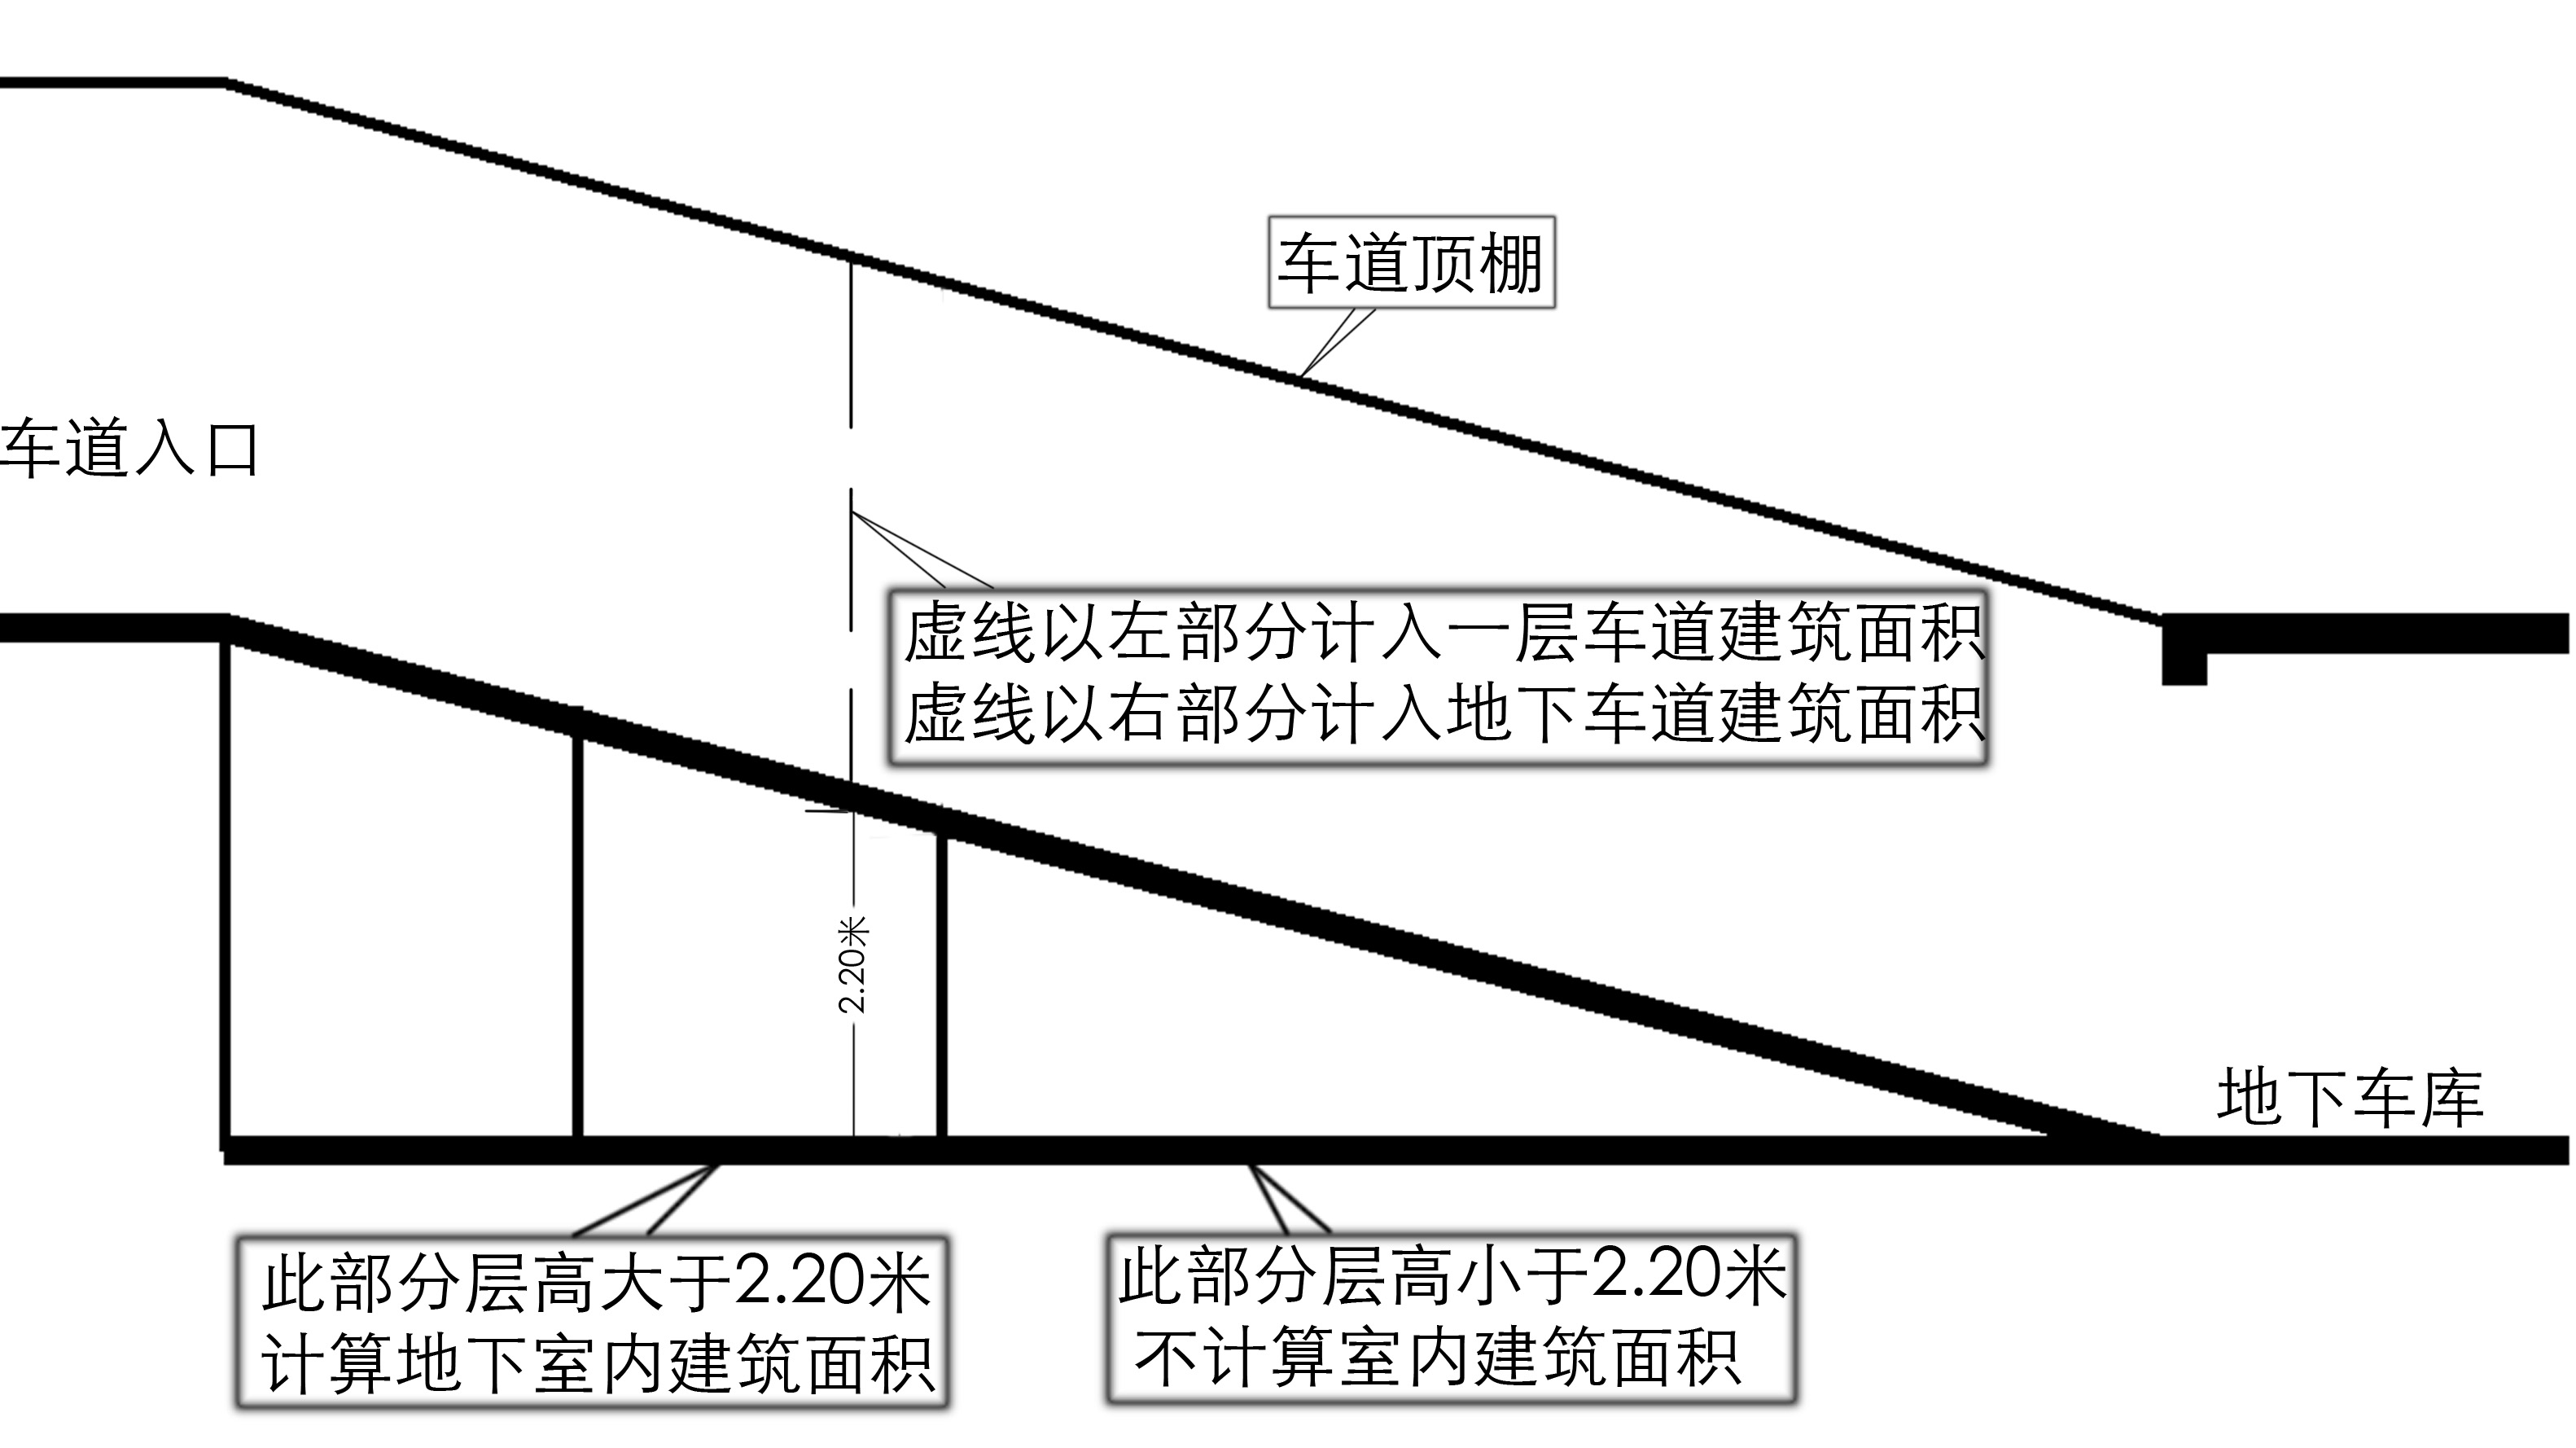 车道顶棚
车道入口
虚线以左部分计入一层车道建筑面积
虚线以右部分计入地下车道建筑面积
2.20米
地下车库
此部分层高大于2.20米
计算地下室内建筑面积
此部分层高小于2.20米
不计算室内建筑面积